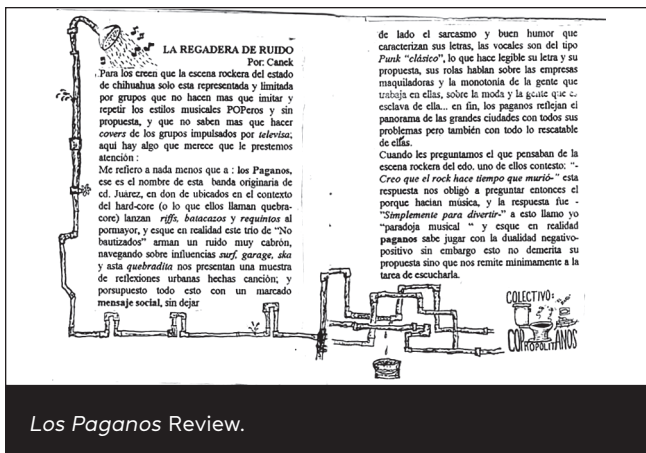 LA REGADERA DE RUIDO
Por: Canek
Para los creen que la escena rockera del estado
de chihuahua solo esta representada y limitada
por grupos que no hacen mas que imitar y
repetir los estilos musicales POPeros y sin
propuesta, y que no saben mas que hacer
covers de los grupos impulsados por televisa;
aqui hay algo que merece que le prestemos
atención :
Me refiero a nada menos que a : los Paganos,
ese es el nombre de esta banda originaria de
cd. Juárez, en don de ubicados en el contexto
del hard-core (o lo que ellos llaman quebra-
core) lanzan riffs, batacazos y requintos al
pormayor, y esque en realidad este trio de “No
bautizados” arman un ruido muy cabrón,
navegando sobre influencias surf, garage, ska
y asta quebradita nos presentan una muestra
de reflexiones urbanas hechas canción; y
porsupuesto todo esto con un marcado
mensaje social, sin dejar
de lado el sarcasmo y buen humor que
caracterizan sus letras, las vocales son del tipo
Punk “clásico”, lo que hace legible su letra y su
propuesta, sus rolas hablan sobre las empresas
maquiladoras y la monotonia de la gente que
trabaja en ellas, sobre la moda y la gente que es
esclava de ella... en fin, los paganos reflejan el
panorama de las grandes ciudades con todos sus
problemas pero también con todo lo rescatable
de ellas.
Cuando les preguntamos el que pensaban de la
escena rockera del edo. uno de ellos contesto: “-
Creo que el rock hace tiempo que murió-” esta
respuesta nos obligó a preguntar entonces el
porque hacian música, y la respuesta fue -
"Simplemente para divertir-” a esto llamo yo
“paradoja musical “ y esque en realidad
paganos sabe jugar con la dualidad negativo-
positivo sin embargo esto no demerita su
propuesta sino que nos remite minimamente a la
tarea de escucharla.
COLECTIVO:
COPROPOLITANOS
Los Paganos Review.